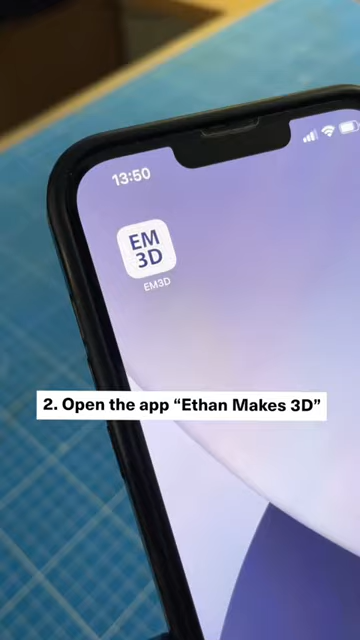 13:50
EM
3D
EM3D
2. Open the app “Ethan Makes 3D”